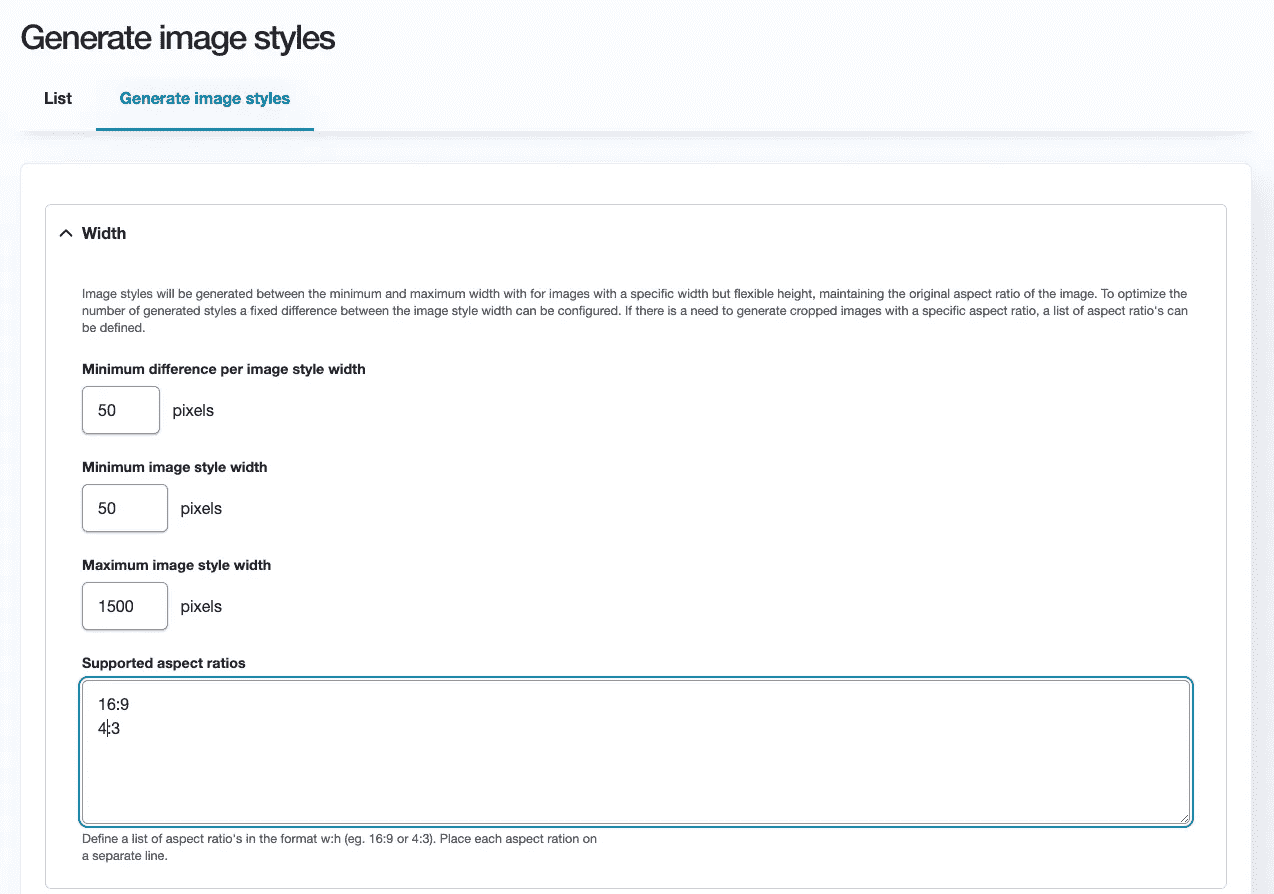 Generate image styles
List
Generate image styles
Width
Image styles will be generated between the minimum and maximum width with for images with a specific width but flexible height, maintaining the original aspect ratio of the image. To optimize the
number of generated styles a fixed difference between the image style width can be configured. If there is a need to generate cropped images with a specific aspect ratio, a list of aspect ratio's can
be defined.
Minimum difference per image style width
50 pixels
Minimum image style width
50 pixels
Maximum image style width
1500 pixels
Supported aspect ratios
16:9
4:3
Define a list of aspect ratio's in the format w:h (eg. 16:9 or 4:3). Place each aspect ration on
a separate line.